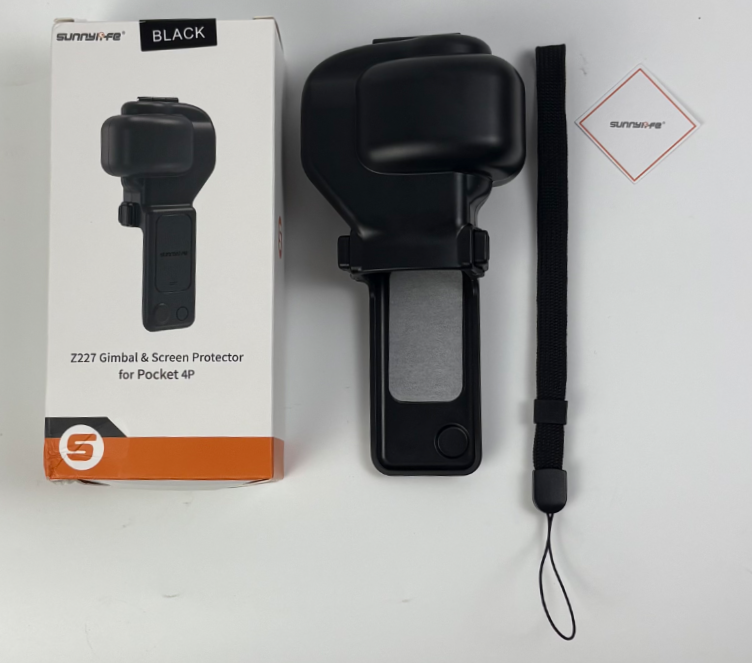 sunnylife®
BLACK
Z227 Gimbal & Screen Protector
for Pocket 4P
sunnylife®